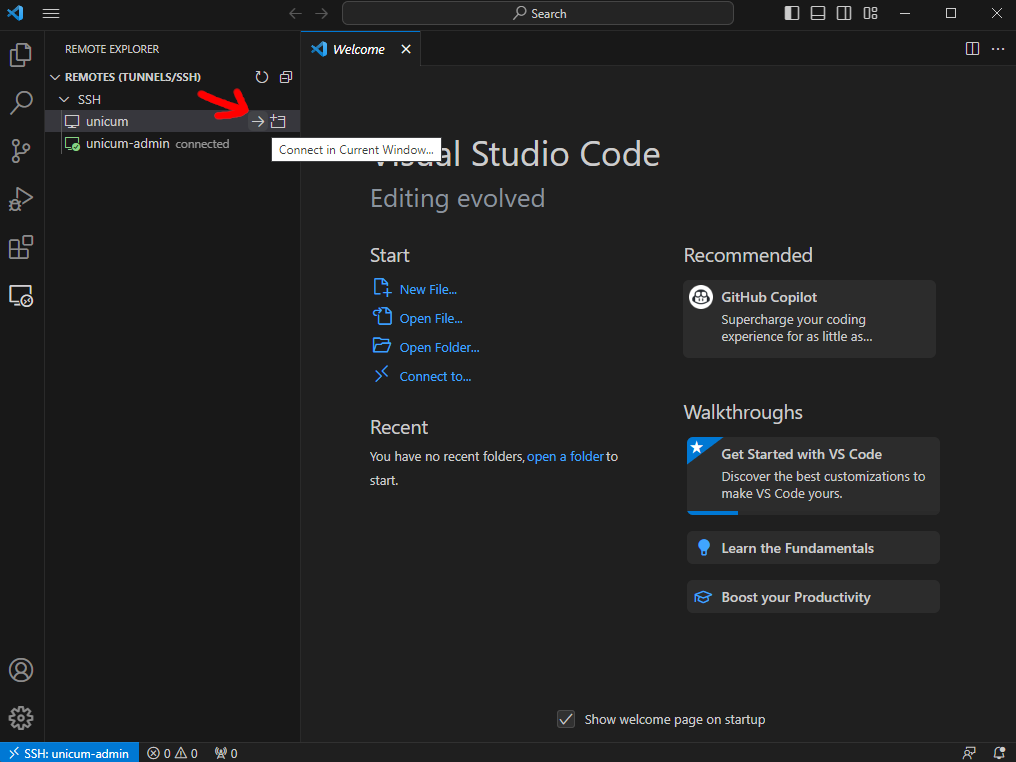 Search
REMOTE EXPLORER
REMOTES (TUNNELS/SSH)
SSH
unicum
unicum-admin connected
Connect in Current Window...
Welcome
Visual Studio Code
Editing evolved
Start
New File...
Open File...
Open Folder...
Connect to...
Recent
You have no recent folders, open a folder to
start.
Recommended
GitHub Copilot
Supercharge your coding
experience for as little as...
Walkthroughs
Get Started with VS Code
Discover the best customizations to
make VS Code yours.
Learn the Fundamentals
Boost your Productivity
Show welcome page on startup
SSH: unicum-admin 0 0 0